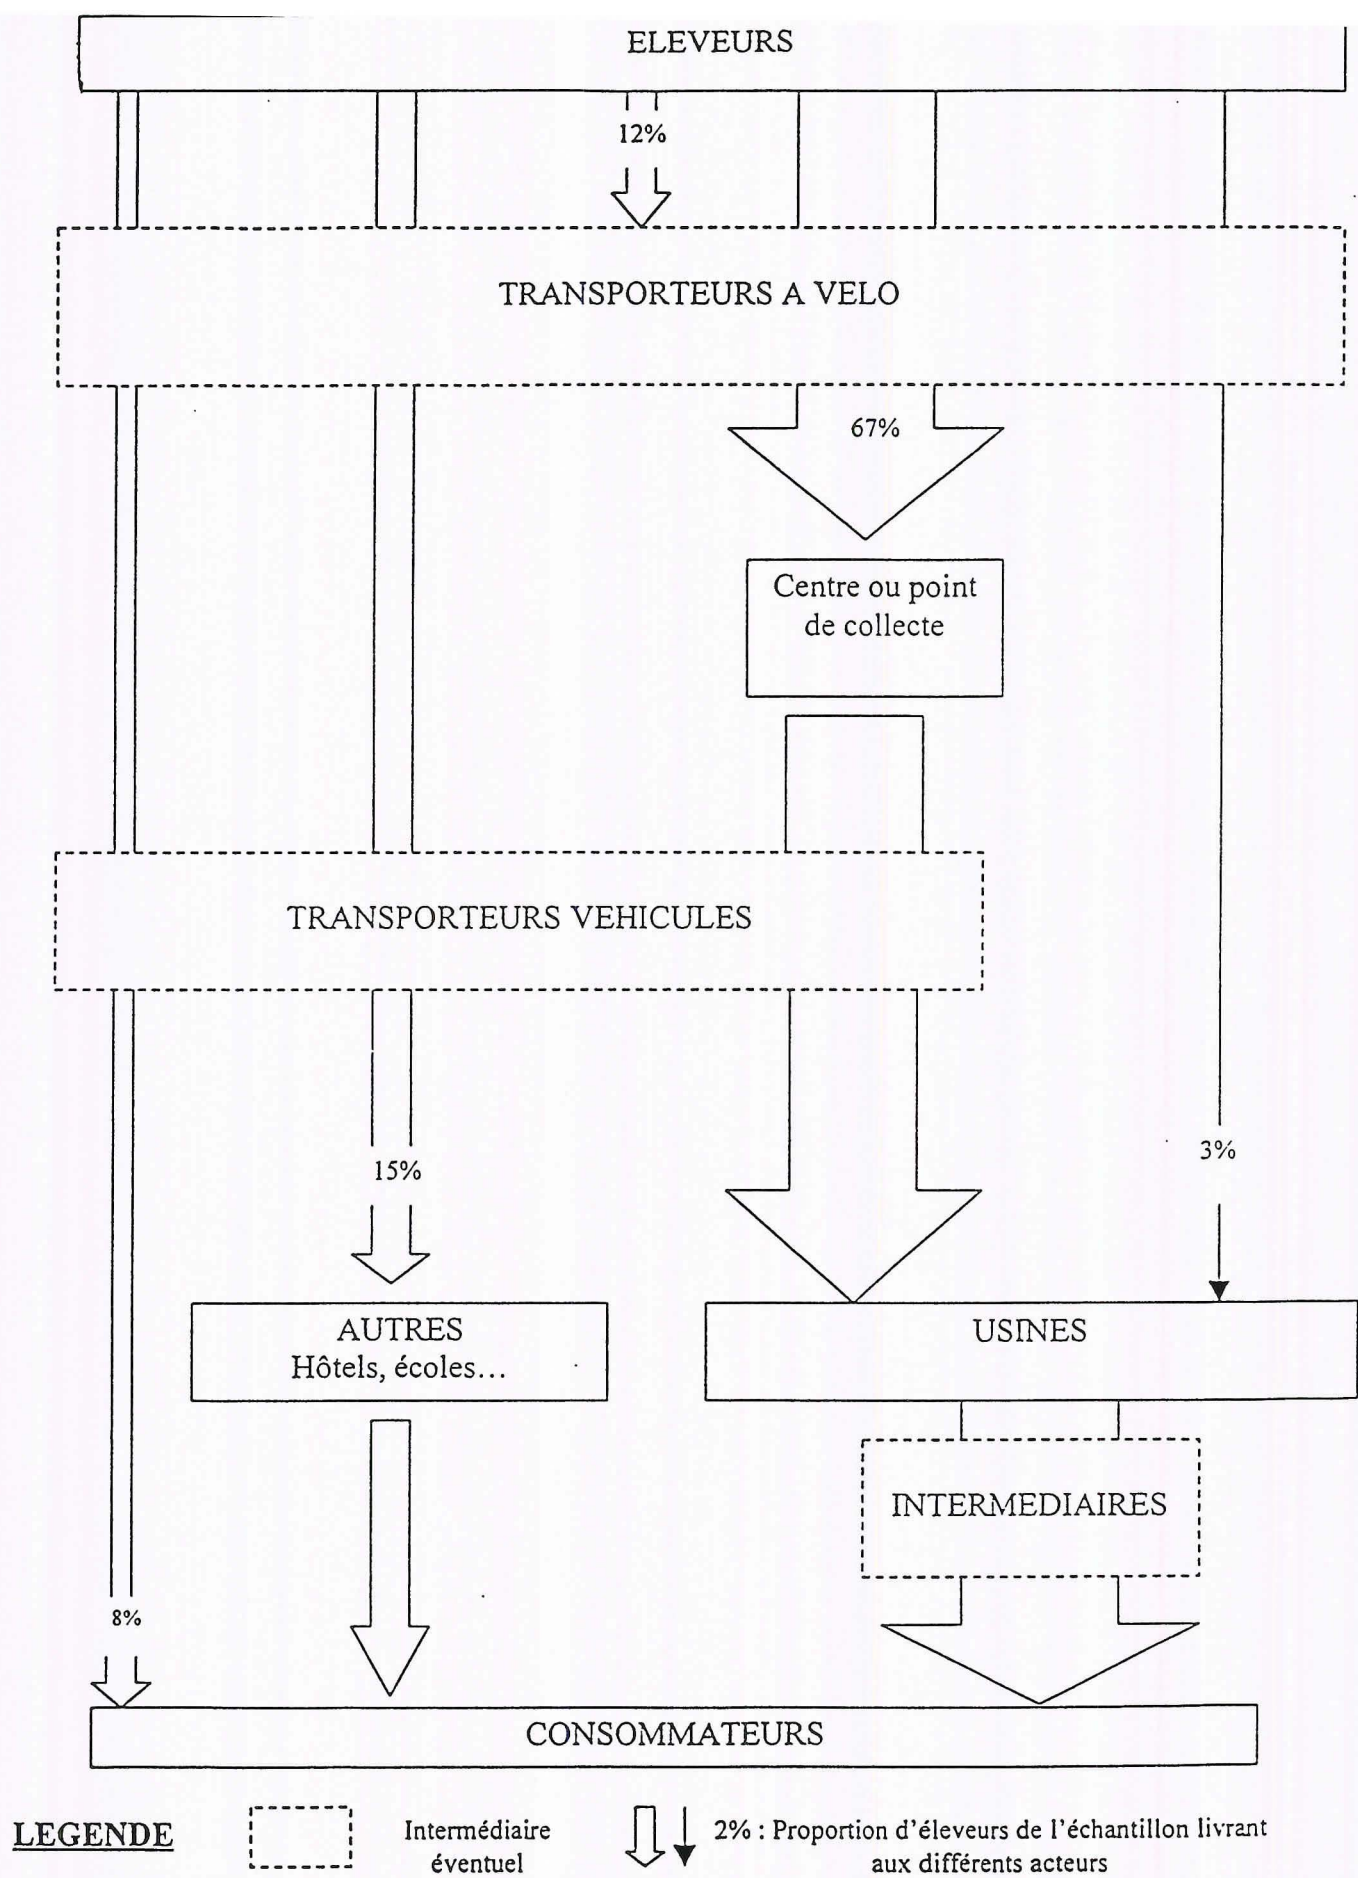 ELEVEURS
12%
TRANSPORTEURS A VELO
67%
Centre ou point
de collecte
TRANSPORTEURS VEHICULES
3%
15%
AUTRES
Hôtels, écoles...
USINES
INTERMEDIAIRES
8%
CONSOMMATEURS
LEGENDE
Intermédiaire
éventuel
2% : Proportion d'éleveurs de l'échantillon livrant
aux différents acteurs